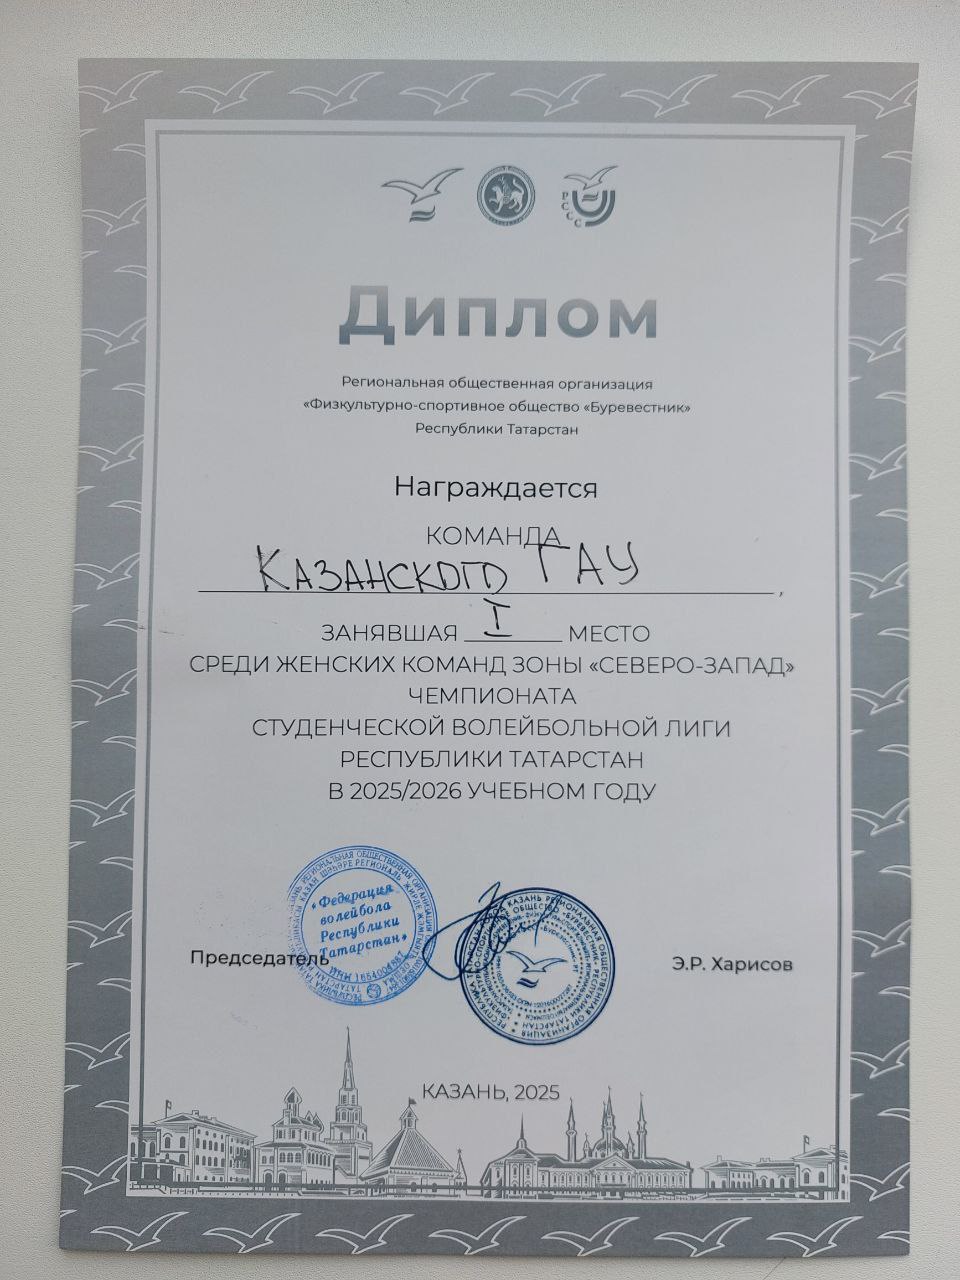 РССС
Диплом
Региональная общественная организация
«Физкультурно-спортивное общество «Буревестник»
Республики Татарстан
Награждается
КОМАНДА
КАЗАНСКОГО ГАУ,
ЗАНЯВШАЯ I МЕСТО
СРЕДИ ЖЕНСКИХ КОМАНД ЗОНЫ «СЕВЕРО-ЗАПАД»
ЧЕМПИОНАТА
СТУДЕНЧЕСКОЙ ВОЛЕЙБОЛЬНОЙ ЛИГИ
РЕСПУБЛИКИ ТАТАРСТАН
В 2025/2026 УЧЕБНОМ ГОДУ
«Федерация
волейбола
Республики
Татарстан»
Председатель
Э.Р. Харисов
КАЗАНЬ, 2025